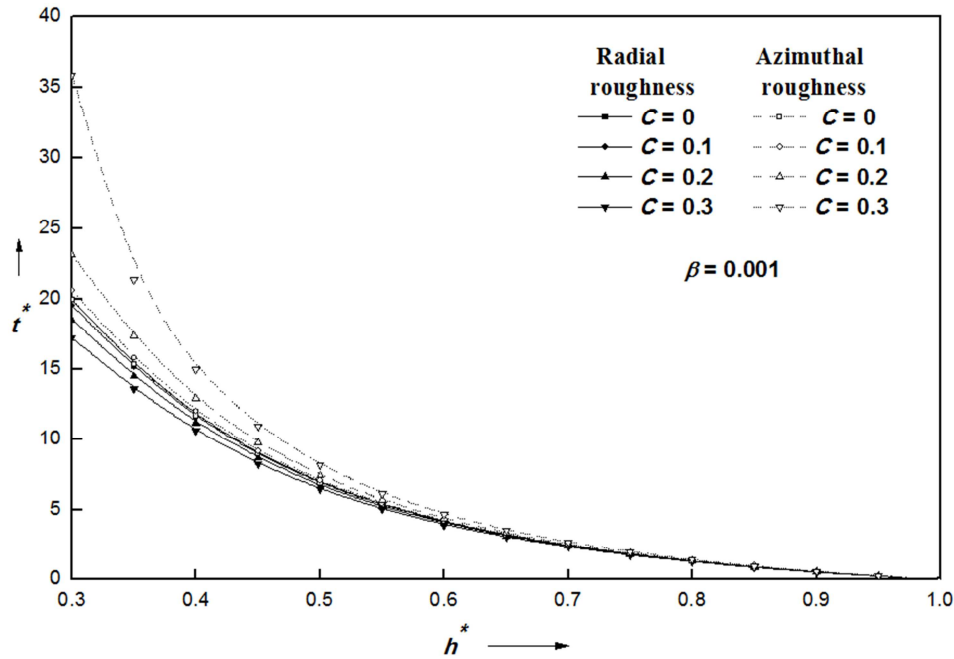 40
35
30
25
20
15
10
5
0
t*
0.3 0.4 0.5 0.6 0.7 0.8 0.9 1.0
h*
Radial Azimuthal
roughness roughness
C = 0 C = 0
C = 0.1 C = 0.1
C = 0.2 C = 0.2
C = 0.3 C = 0.3
β = 0.001